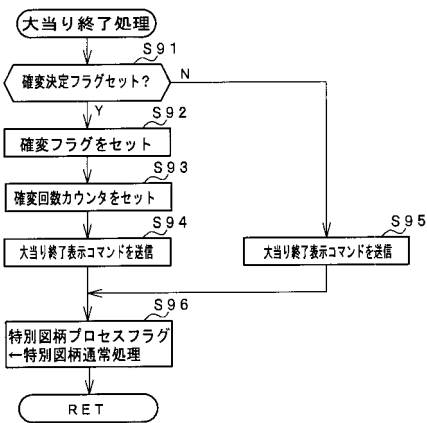 大当り終了処理
S91
確変決定フラグセット?
N
Y
S92
確変フラグをセット
S93
確変回数カウンタをセット
S94
大当り終了表示コマンドを送信
S95
大当り終了表示コマンドを送信
S96
特別図柄プロセスフラグ
←特別図柄通常処理
RET